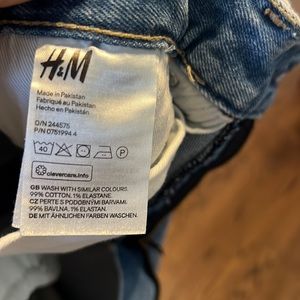 H&M
Made in Pakistan
Fabriqué au Pakistan
Hecho en Pakistán
O/N 244575
P/N 0751994 4
40
P
clevercare.info
GB WASH WITH SIMILAR COLOURS.
99% COTTON. 1% ELASTANE.
CZ PERTE S PODOBNÝMI BARVAMI.
99% BAVLNA. 1% ELASTANE.
DE MIT ÄHNLICHEN FARBEN WASCHEN.